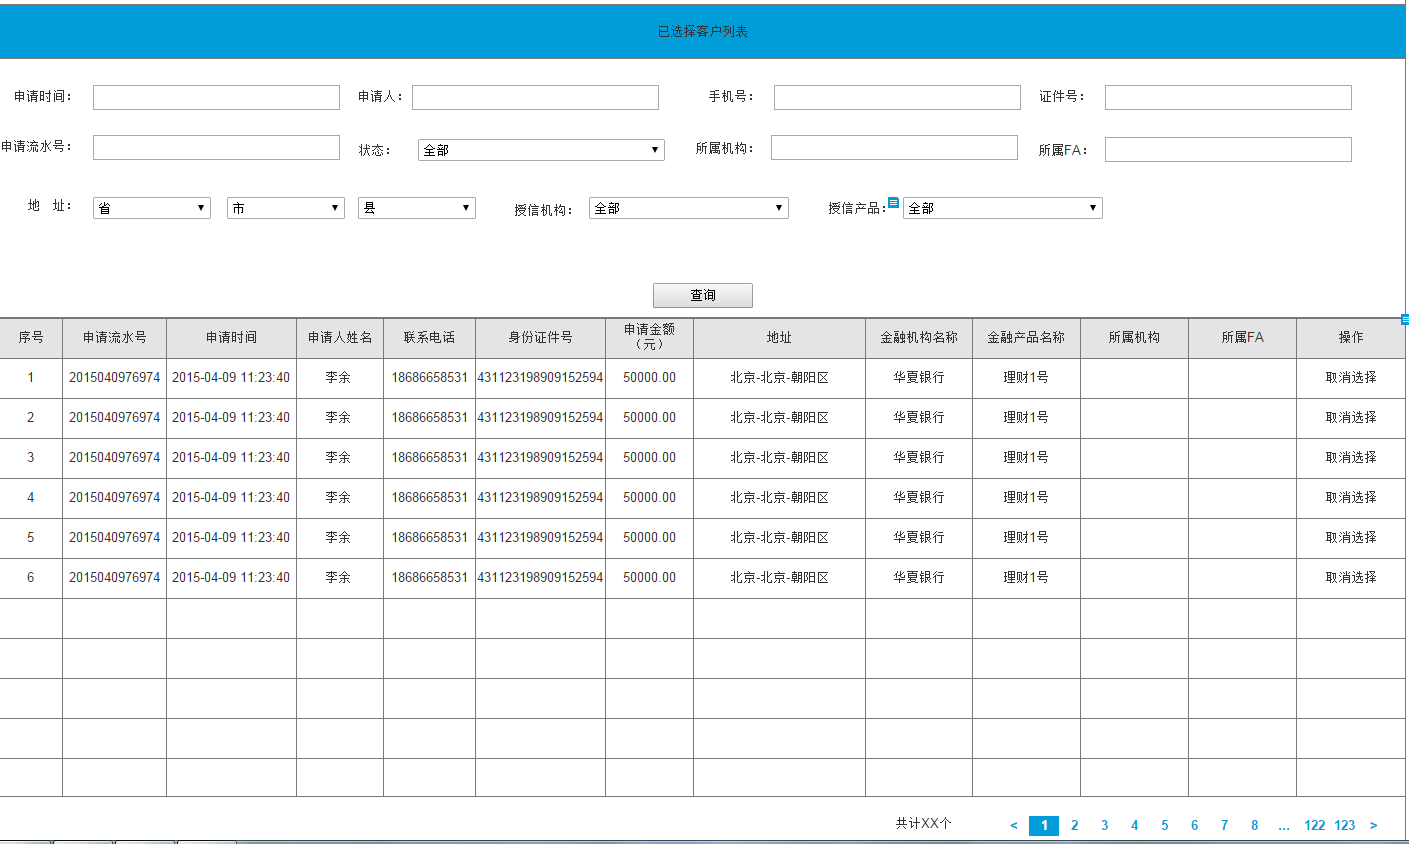 已选择客户列表
申请时间： 申请人： 手机号： 证件号：
申请流水号： 状态： 全部 所属机构： 所属FA：
地 址： 省 市 县 授信机构： 全部 授信产品： 全部
查询
序号 申请流水号 申请时间 申请人姓名 联系电话 身份证件号 申请金额（元） 地址 金融机构名称 金融产品名称 所属机构 所属FA 操作
1 2015040976974 2015-04-09 11:23:40 李余 18686658531 431123198909152594 50000.00 北京-北京-朝阳区 华夏银行 理财1号 取消选择
2 2015040976974 2015-04-09 11:23:40 李余 18686658531 431123198909152594 50000.00 北京-北京-朝阳区 华夏银行 理财1号 取消选择
3 2015040976974 2015-04-09 11:23:40 李余 18686658531 431123198909152594 50000.00 北京-北京-朝阳区 华夏银行 理财1号 取消选择
4 2015040976974 2015-04-09 11:23:40 李余 18686658531 431123198909152594 50000.00 北京-北京-朝阳区 华夏银行 理财1号 取消选择
5 2015040976974 2015-04-09 11:23:40 李余 18686658531 431123198909152594 50000.00 北京-北京-朝阳区 华夏银行 理财1号 取消选择
6 2015040976974 2015-04-09 11:23:40 李余 18686658531 431123198909152594 50000.00 北京-北京-朝阳区 华夏银行 理财1号 取消选择
共计XX个 < 1 2 3 4 5 6 7 8 ... 122 123 >